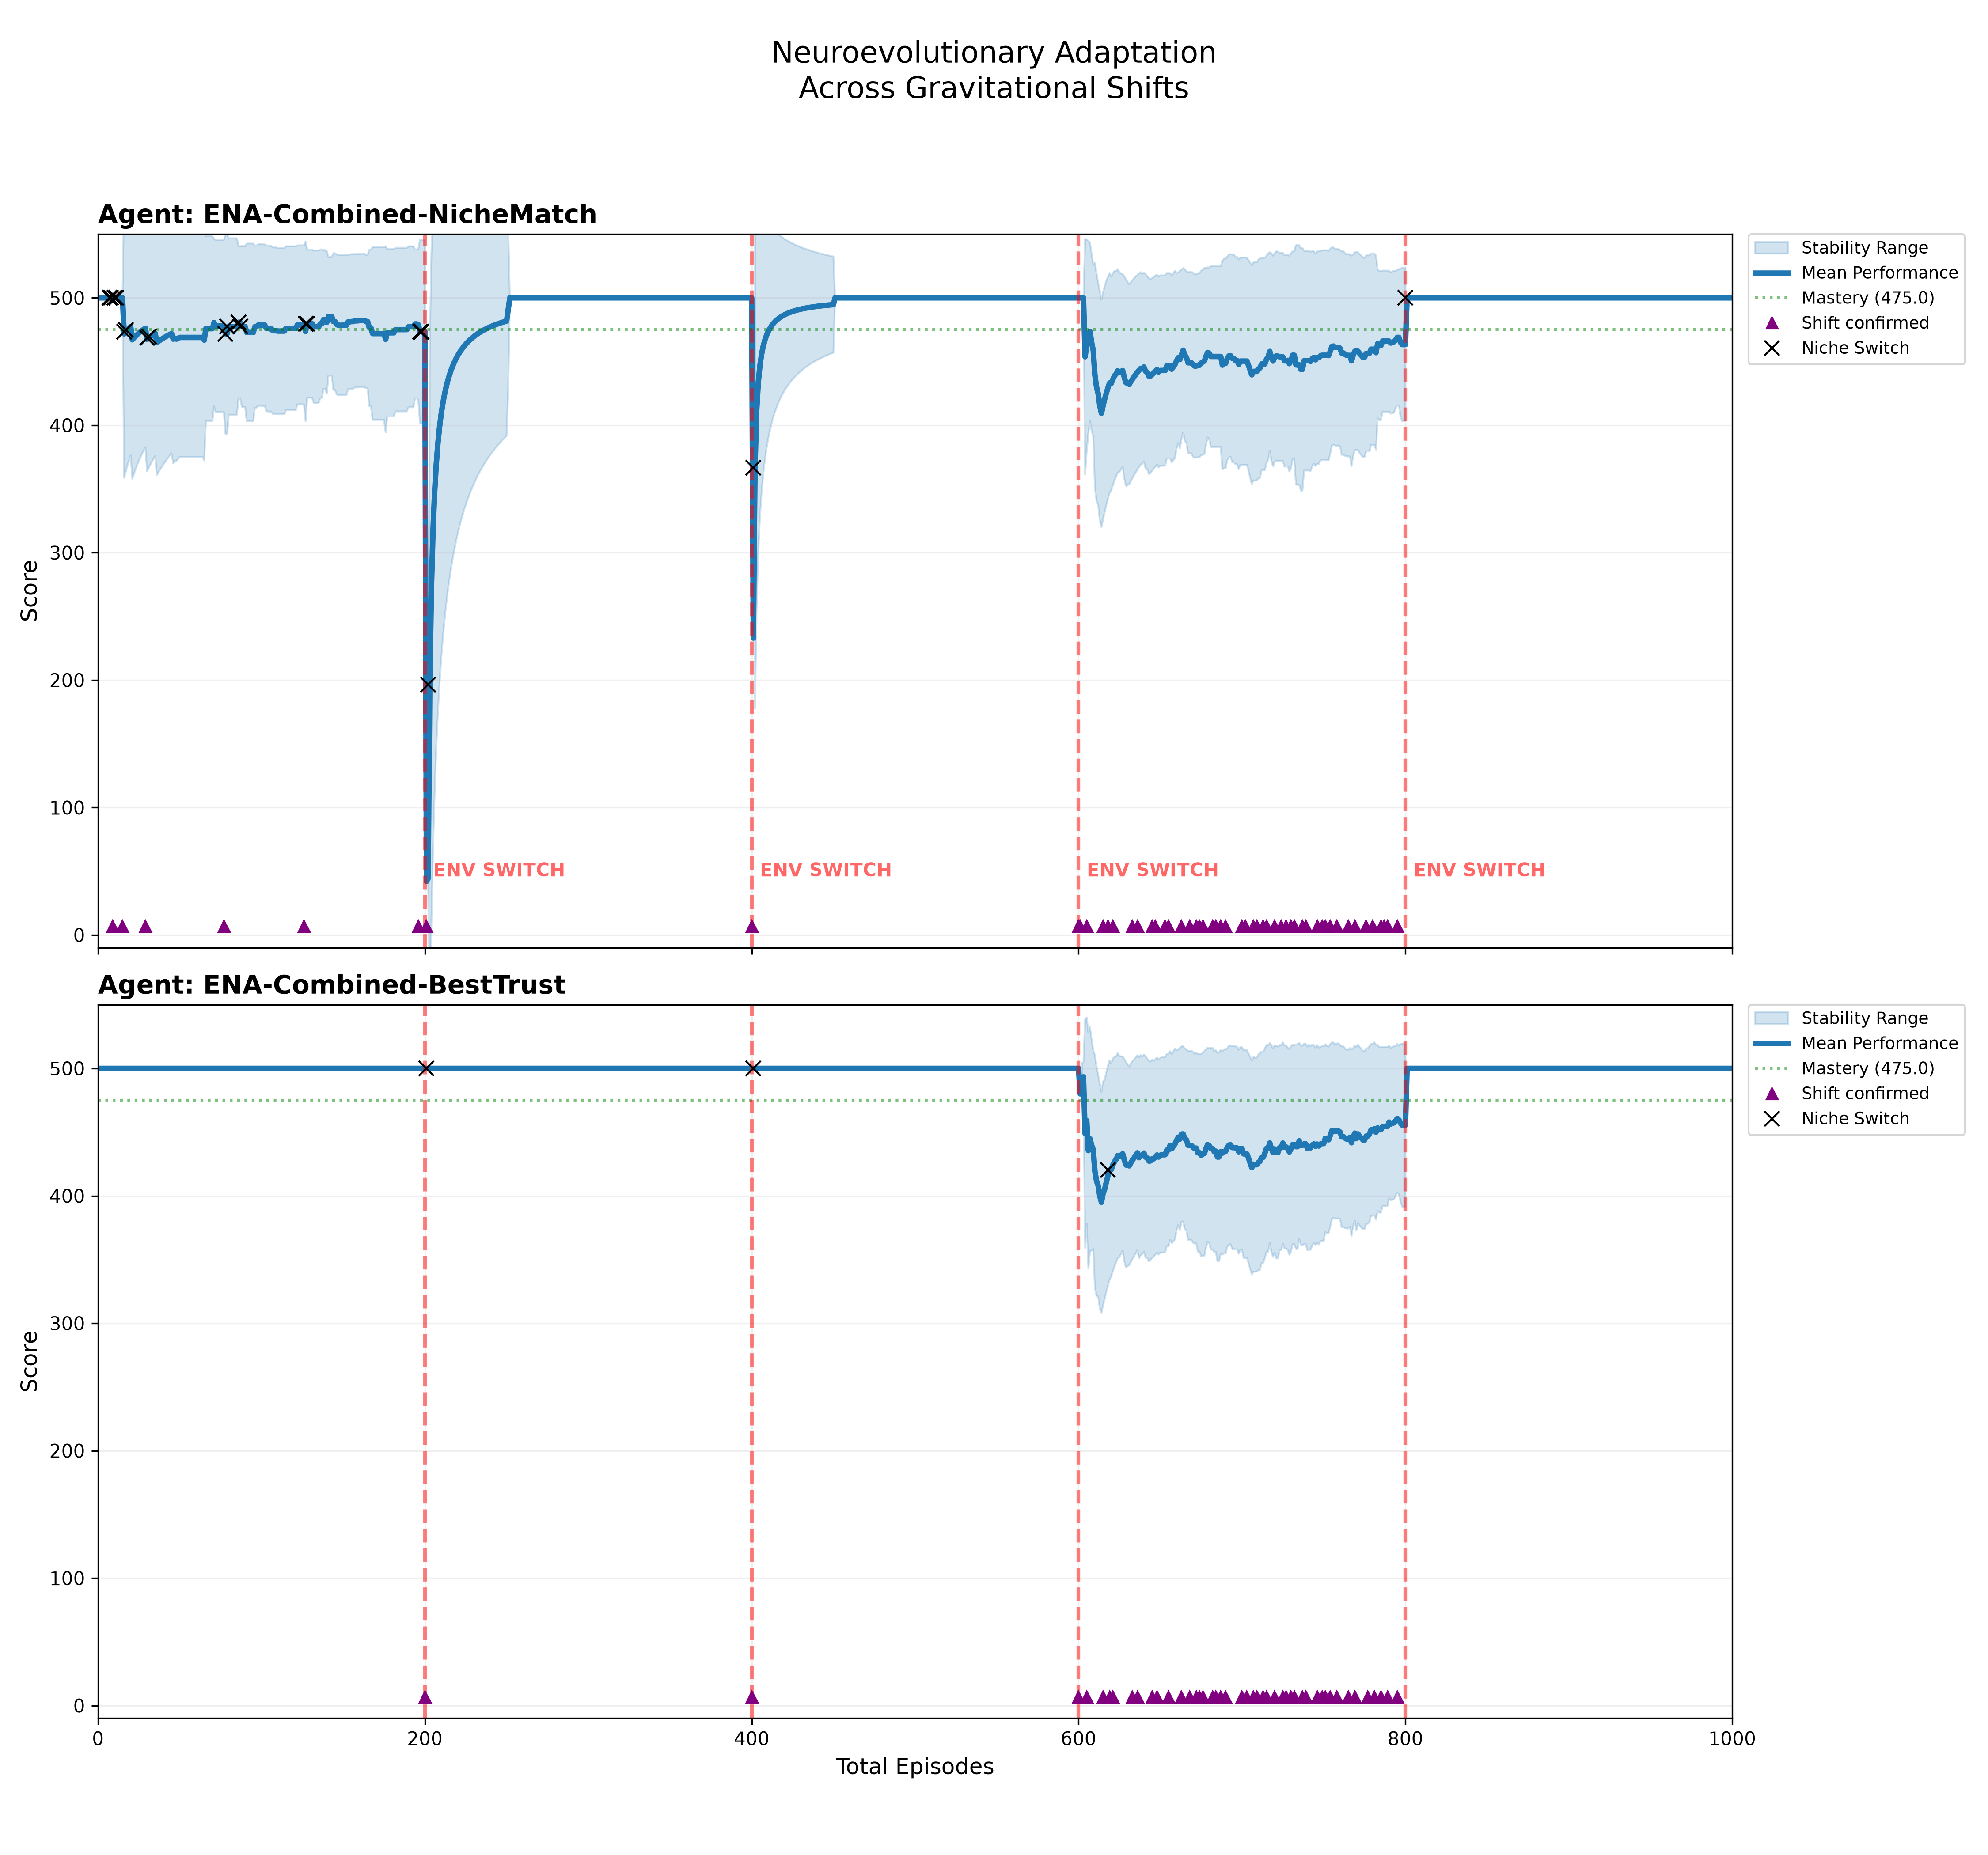 Neuroevolutionary Adaptation
Across Gravitational Shifts
Agent: ENA-Combined-NicheMatch
Score
500
400
300
200
100
0
ENV SWITCH
ENV SWITCH
ENV SWITCH
ENV SWITCH
Stability Range
Mean Performance
Mastery (475.0)
Shift confirmed
Niche Switch
Agent: ENA-Combined-BestTrust
Score
500
400
300
200
100
0
Stability Range
Mean Performance
Mastery (475.0)
Shift confirmed
Niche Switch
0 200 400 600 800 1000
Total Episodes